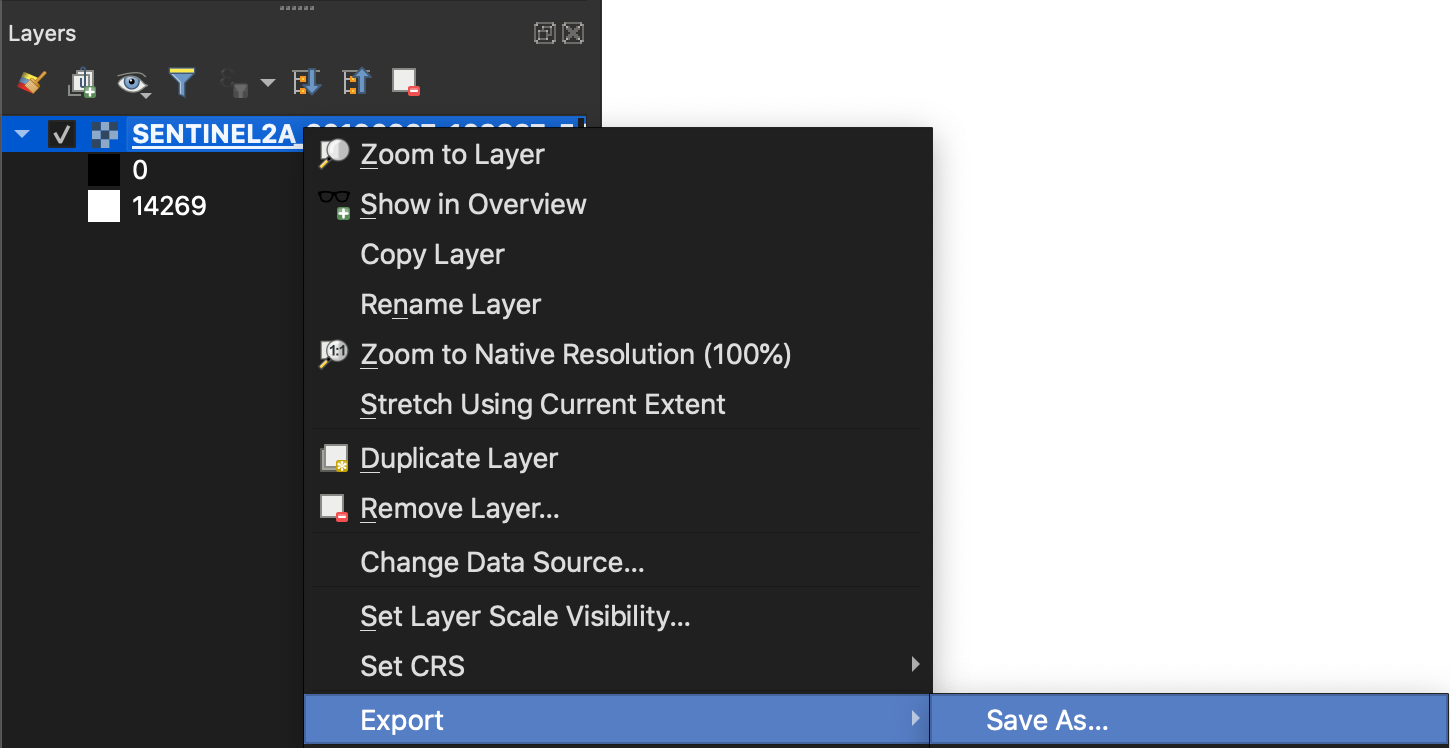 Layers
SENTINEL2A_
0
14269
Zoom to Layer
Show in Overview
Copy Layer
Rename Layer
1:1
Zoom to Native Resolution (100%)
Stretch Using Current Extent
Duplicate Layer
Remove Layer...
Change Data Source...
Set Layer Scale Visibility...
Set CRS
Export
Save As...